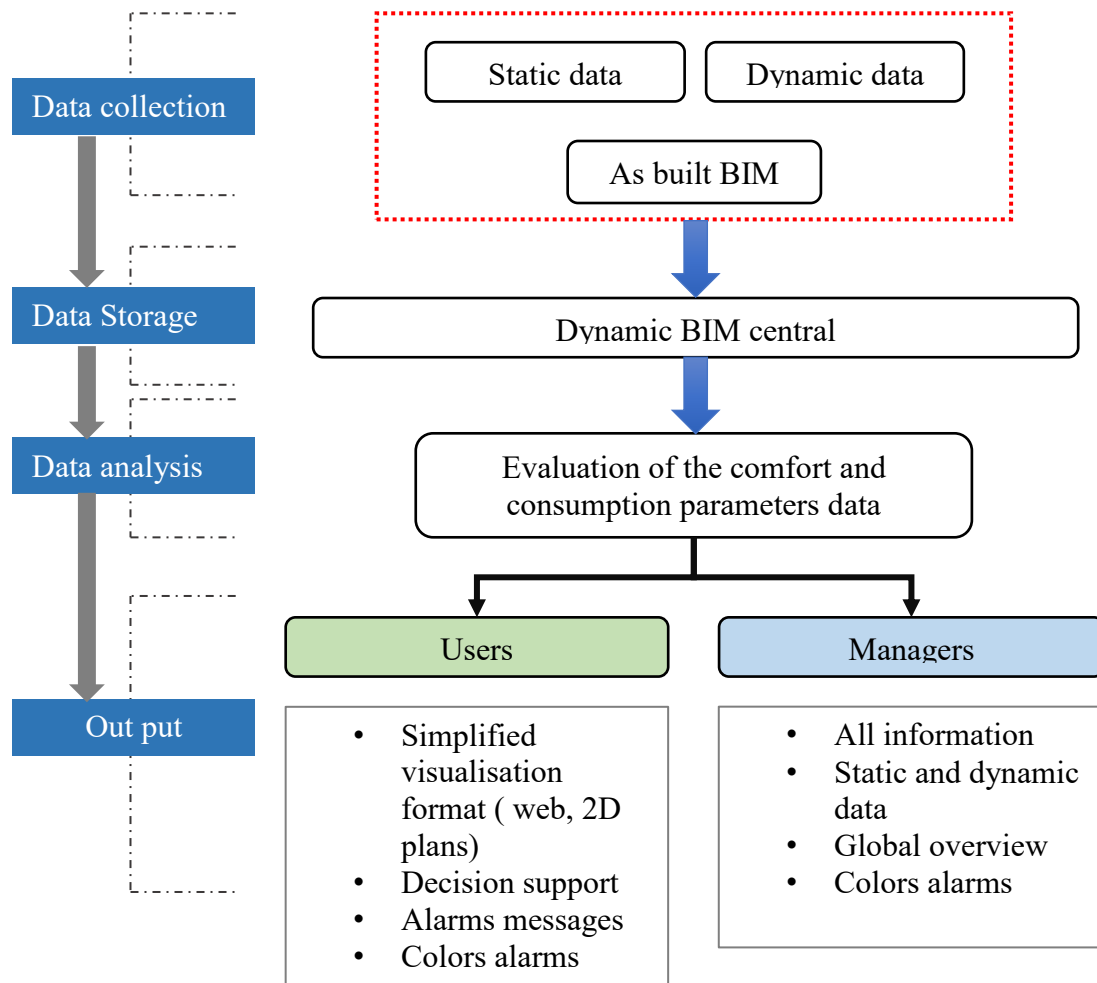 Data collection
Static data
Dynamic data
As built BIM
Data Storage
Dynamic BIM central
Data analysis
Evaluation of the comfort and
consumption parameters data
Users
Managers
Out put
• Simplified
visualisation
format ( web, 2D
plans)
• Decision support
• Alarms messages
• Colors alarms
• All information
• Static and dynamic
data
• Global overview
• Colors alarms